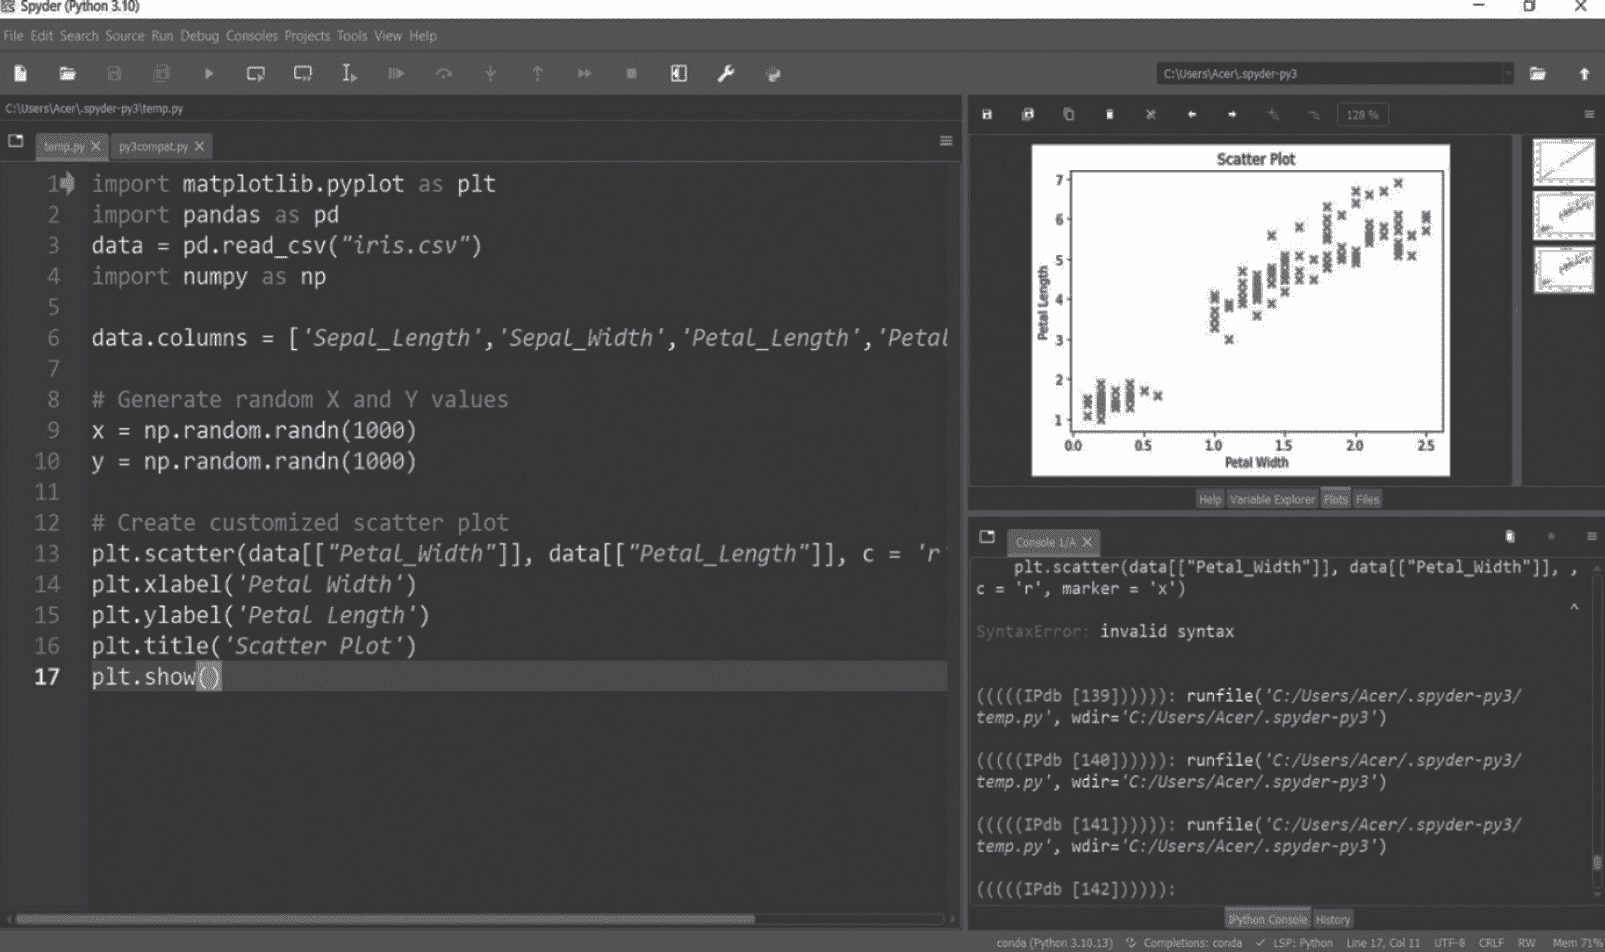 Spyder (Python 3.10)
File Edit Search Source Run Debug Consoles Projects Tools View Help
C:\Users\Acer\.spyder-py3
C:\Users\Acer\.spyder-py3\temp.py
temp.py
py3compat.py
1 import matplotlib.pyplot as plt
2 import pandas as pd
3 data = pd.read_csv("iris.csv")
4 import numpy as np
5
6 data.columns = ['Sepal_Length','Sepal_Width','Petal_Length','Petal
7
8 # Generate random X and Y values
9 x = np.random.randn(1000)
10 y = np.random.randn(1000)
11
12 # Create customized scatter plot
13 plt.scatter(data[["Petal_Width"]], data[["Petal_Length"]], c = 'r'
14 plt.xlabel('Petal Width')
15 plt.ylabel('Petal Length')
16 plt.title('Scatter Plot')
17 plt.show()
128 %
Scatter Plot
Petal Length
7
6
5
4
3
2
1
0.0 0.5 1.0 1.5 2.0 2.5
Petal Width
Help Variable Explorer Plots Files
Console 1/A
plt.scatter(data[["Petal_Width"]], data[["Petal_Width"]], ,
c = 'r', marker = 'x')
^
SyntaxError: invalid syntax
(((((IPdb [139]))))): runfile('C:/Users/Acer/.spyder-py3/
temp.py', wdir='C:/Users/Acer/.spyder-py3')
(((((IPdb [140]))))): runfile('C:/Users/Acer/.spyder-py3/
temp.py', wdir='C:/Users/Acer/.spyder-py3')
(((((IPdb [141]))))): runfile('C:/Users/Acer/.spyder-py3/
temp.py', wdir='C:/Users/Acer/.spyder-py3')
(((((IPdb [142]))))):
IPython Console History
conda (Python 3.10.13) Completions: conda LSP: Python Line 17, Col 11 UTF-8 CRLF RW Mem 71%